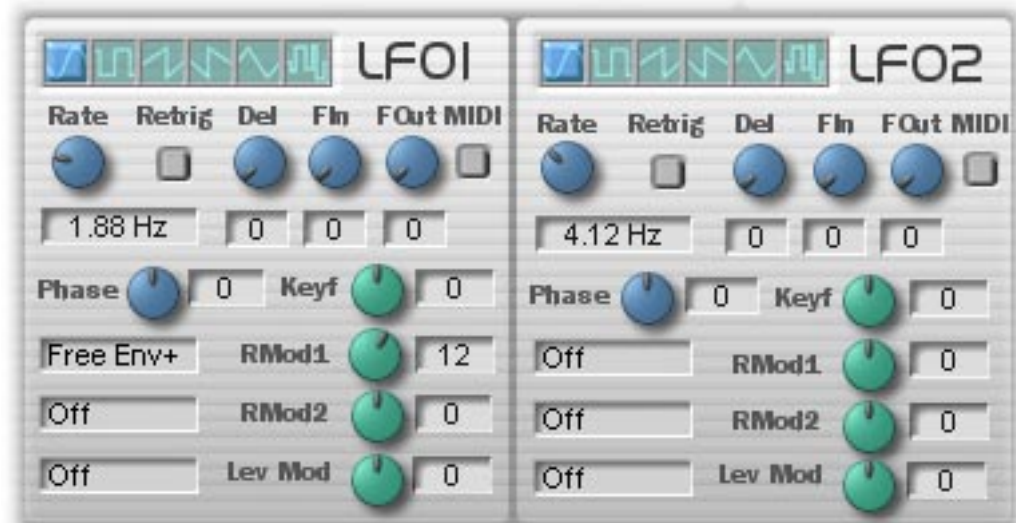 LFO1
Rate Retrig Del FIn FOut MIDI
1.88 Hz 0 0 0
Phase 0 Keyf 0
Free Env+ RMod1 12
Off RMod2 0
Off Lev Mod 0
LFO2
Rate Retrig Del FIn FOut MIDI
4.12 Hz 0 0 0
Phase 0 Keyf 0
Off RMod1 0
Off RMod2 0
Off Lev Mod 0